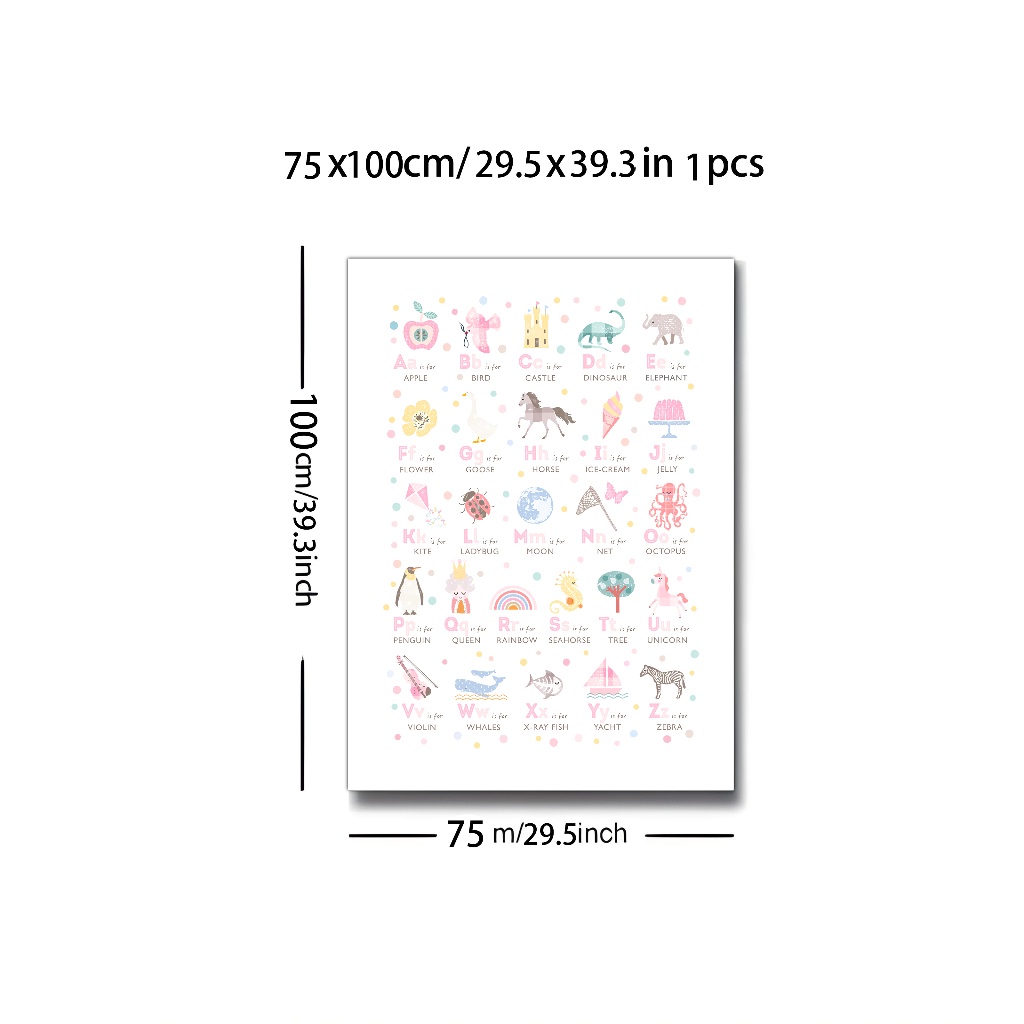 75x100cm/ 29.5x39.3in 1pcs
100cm/39.3inch
Aa is for Bb is for Cc is for Dd is for Ee is for
APPLE BIRD CASTLE DINOSAUR ELEPHANT
Ff is for Gg is for Hh is for Ii is for Jj is for
FLOWER GOOSE HORSE ICE-CREAM JELLY
Kk is for Ll is for Mm is for Nn is for Oo is for
KITE LADYBUG MOON NET OCTOPUS
Pp is for Qq is for Rr is for Ss is for Tt is for Uu is for
PENGUIN QUEEN RAINBOW SEAHORSE TREE UNICORN
Vv is for Ww is for Xx is for Yy is for Zz is for
VIOLIN WHALES X-RAY FISH YACHT ZEBRA
75 m/29.5inch